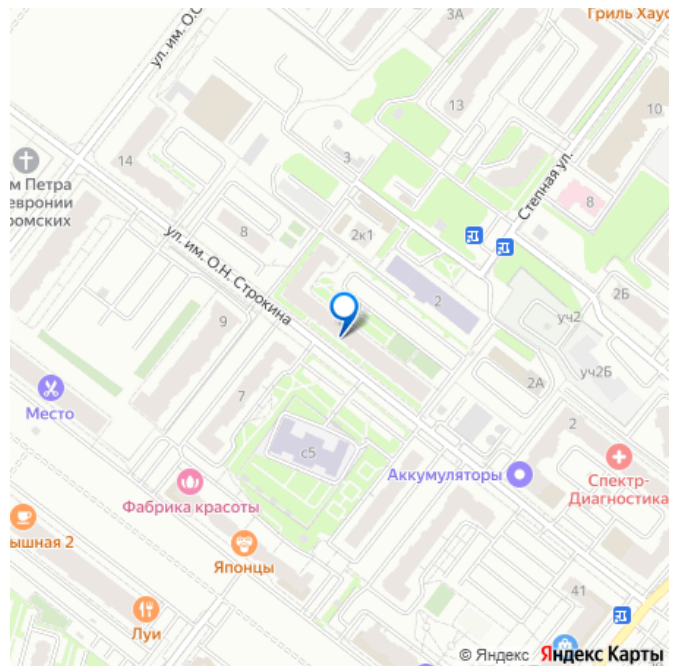 ул. им. О.С
3А
Гриль Хаус
13
10
14
3
м Петра
евронии
ромских
Степная ул.
8
8
2к1
ул. им. О.Н. Строкина
2
2Б
уч2
9
уч2Б
2А
7
Место
2
с5
Аккумуляторы
Спектр-
Диагностика
Фабрика красоты
ышная 2
Японцы
41
Луи
© Яндекс Яндекс Карты